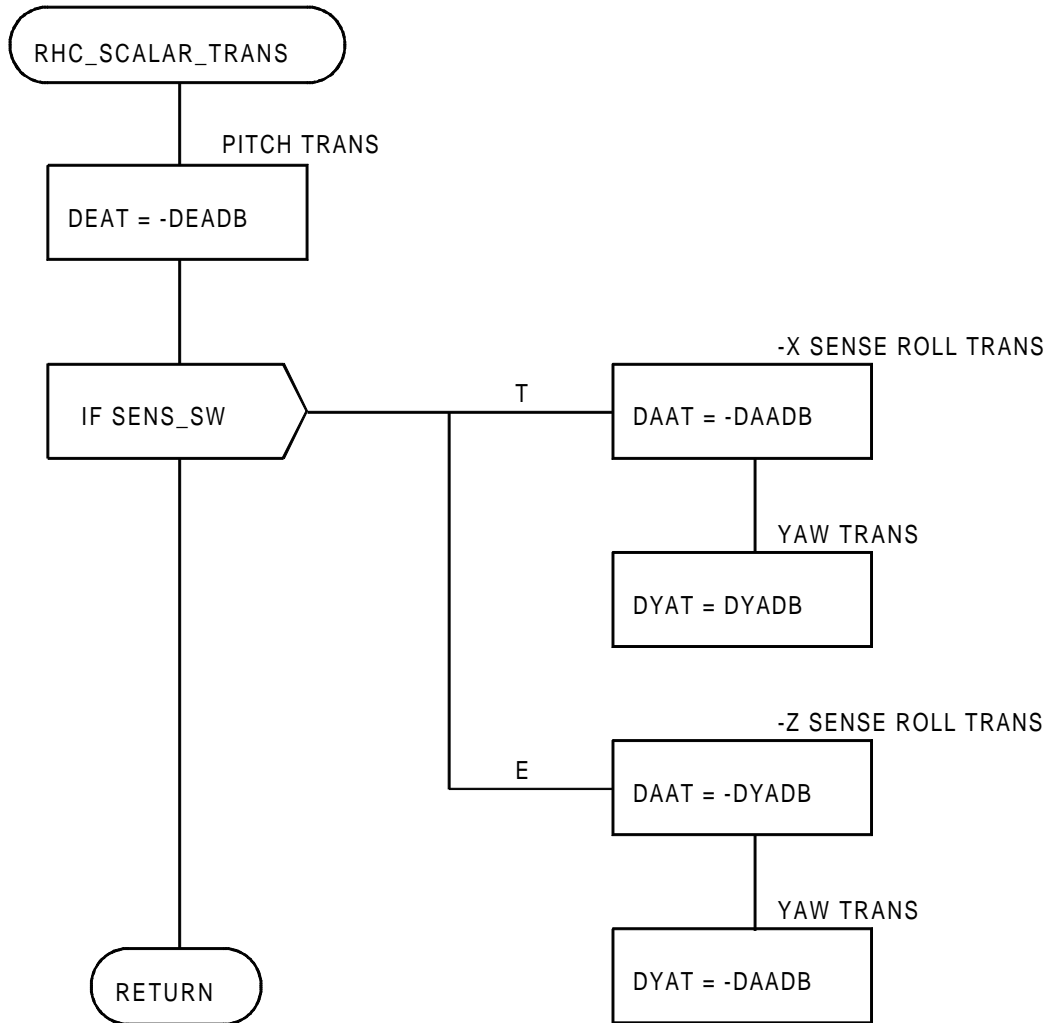 RHC_SCALAR_TRANS
PITCH TRANS
DEAT = -DEADB
IF SENS_SW
T
-X SENSE ROLL TRANS
DAAT = -DAADB
YAW TRANS
DYAT = DYADB
E
-Z SENSE ROLL TRANS
DAAT = -DYADB
YAW TRANS
DYAT = -DAADB
RETURN